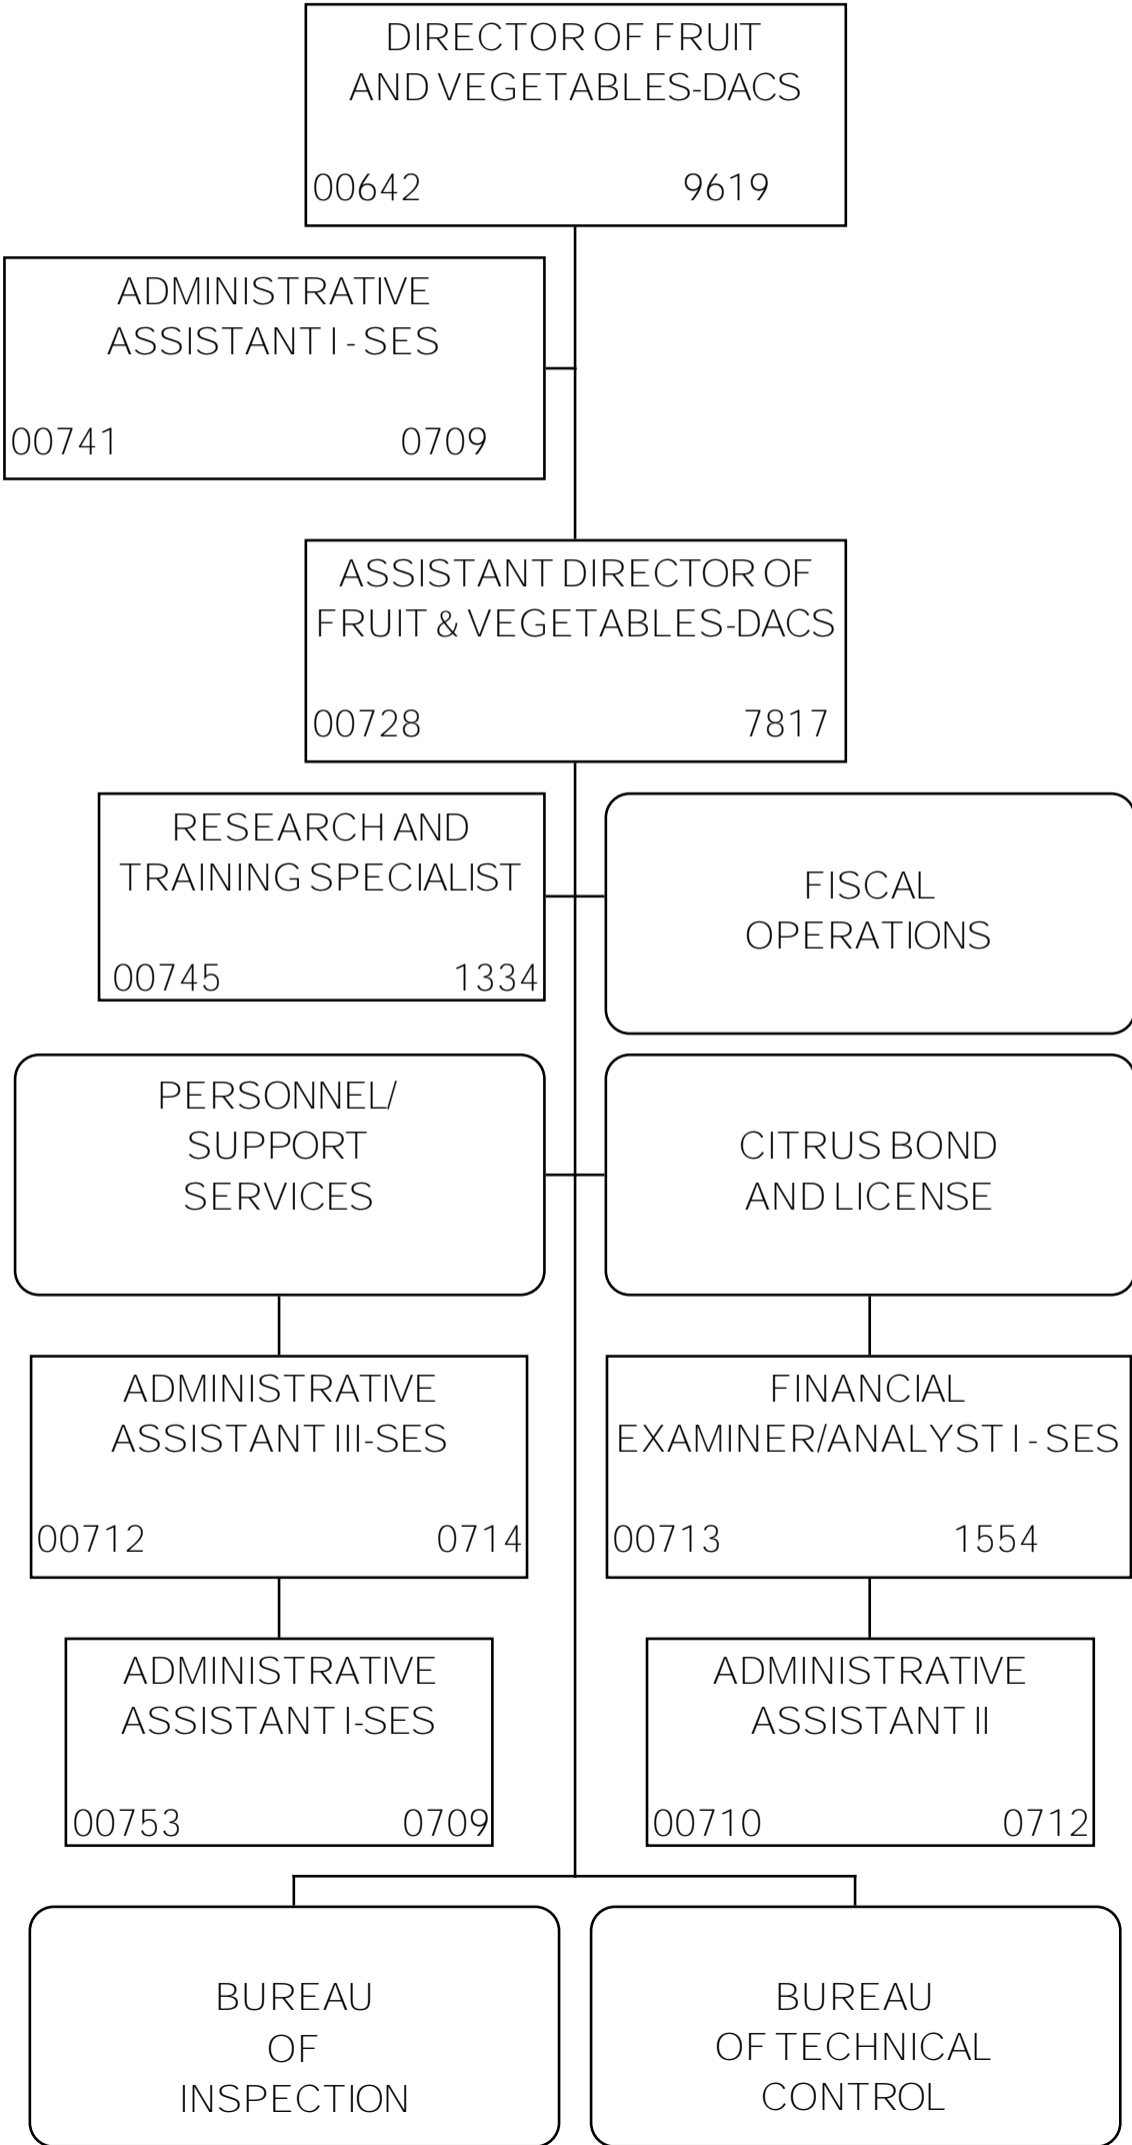 DIRECTOR OF FRUIT
AND VEGETABLES-DACS
00642 9619
ADMINISTRATIVE
ASSISTANT I - SES
00741 0709
ASSISTANT DIRECTOR OF
FRUIT & VEGETABLES-DACS
00728 7817
RESEARCH AND
TRAINING SPECIALIST
00745 1334
FISCAL
OPERATIONS
PERSONNEL/
SUPPORT
SERVICES
CITRUS BOND
AND LICENSE
ADMINISTRATIVE
ASSISTANT III-SES
00712 0714
FINANCIAL
EXAMINER/ANALYST I - SES
00713 1554
ADMINISTRATIVE
ASSISTANT I-SES
00753 0709
ADMINISTRATIVE
ASSISTANT II
00710 0712
BUREAU
OF
INSPECTION
BUREAU
OF TECHNICAL
CONTROL